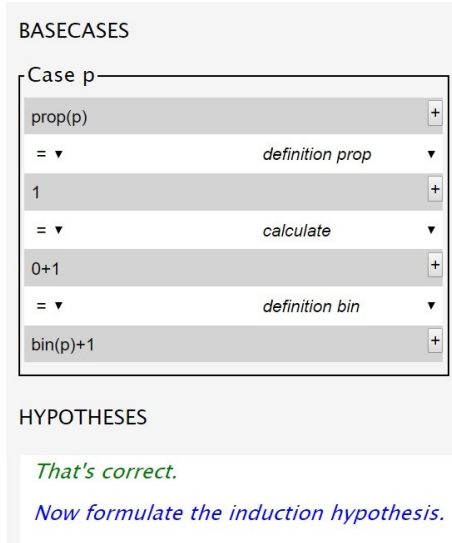 BASECASES
Case p
prop(p) +
= ▼ definition prop ▼
1 +
= ▼ calculate ▼
0+1 +
= ▼ definition bin ▼
bin(p)+1 +
HYPOTHESES
That's correct.
Now formulate the induction hypothesis.